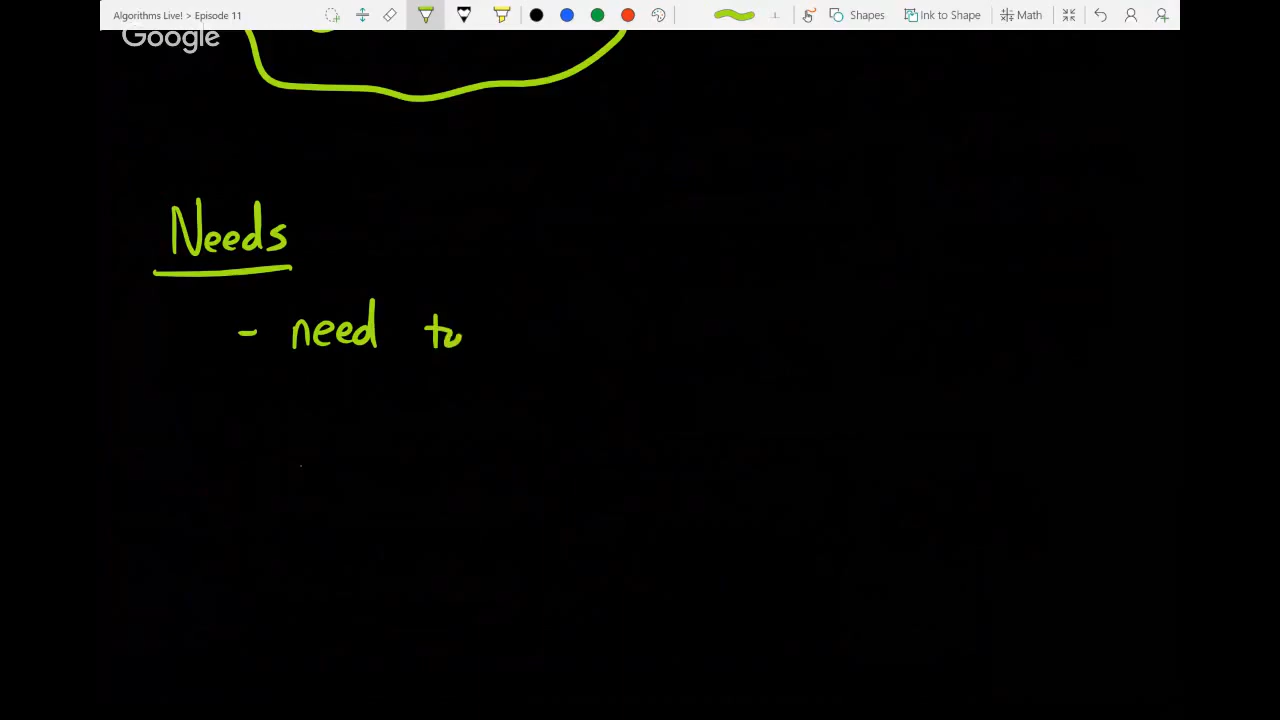 Algorithms Live! > Episode 11 Shapes Ink to Shape Math
Google
Needs
- need to